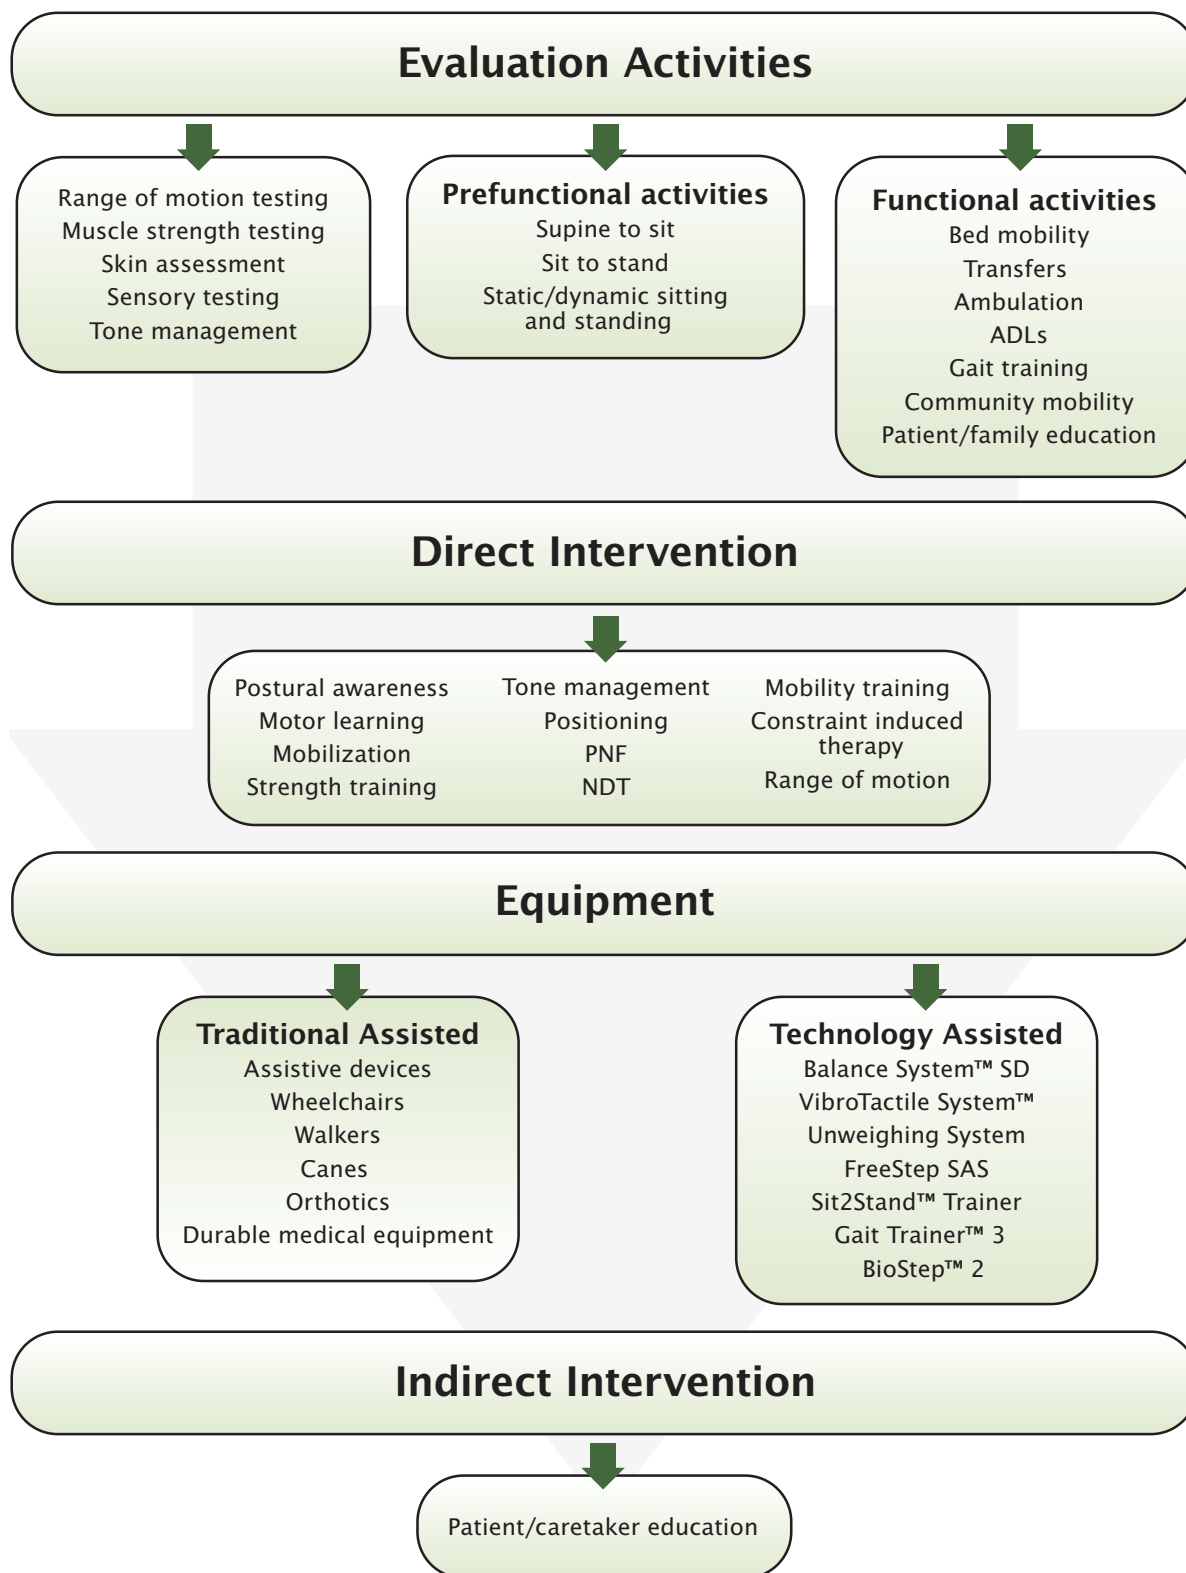 Evaluation Activities
Range of motion testing
Muscle strength testing
Skin assessment
Sensory testing
Tone management
Prefunctional activities
Supine to sit
Sit to stand
Static/dynamic sitting
and standing
Functional activities
Bed mobility
Transfers
Ambulation
ADLs
Gait training
Community mobility
Patient/family education
Direct Intervention
Postural awareness
Motor learning
Mobilization
Strength training
Tone management
Positioning
PNF
NDT
Mobility training
Constraint induced
therapy
Range of motion
Equipment
Traditional Assisted
Assistive devices
Wheelchairs
Walkers
Canes
Orthotics
Durable medical equipment
Technology Assisted
Balance System™ SD
VibroTactile System™
Unweighing System
FreeStep SAS
Sit2Stand™ Trainer
Gait Trainer™ 3
BioStep™ 2
Indirect Intervention
Patient/caretaker education